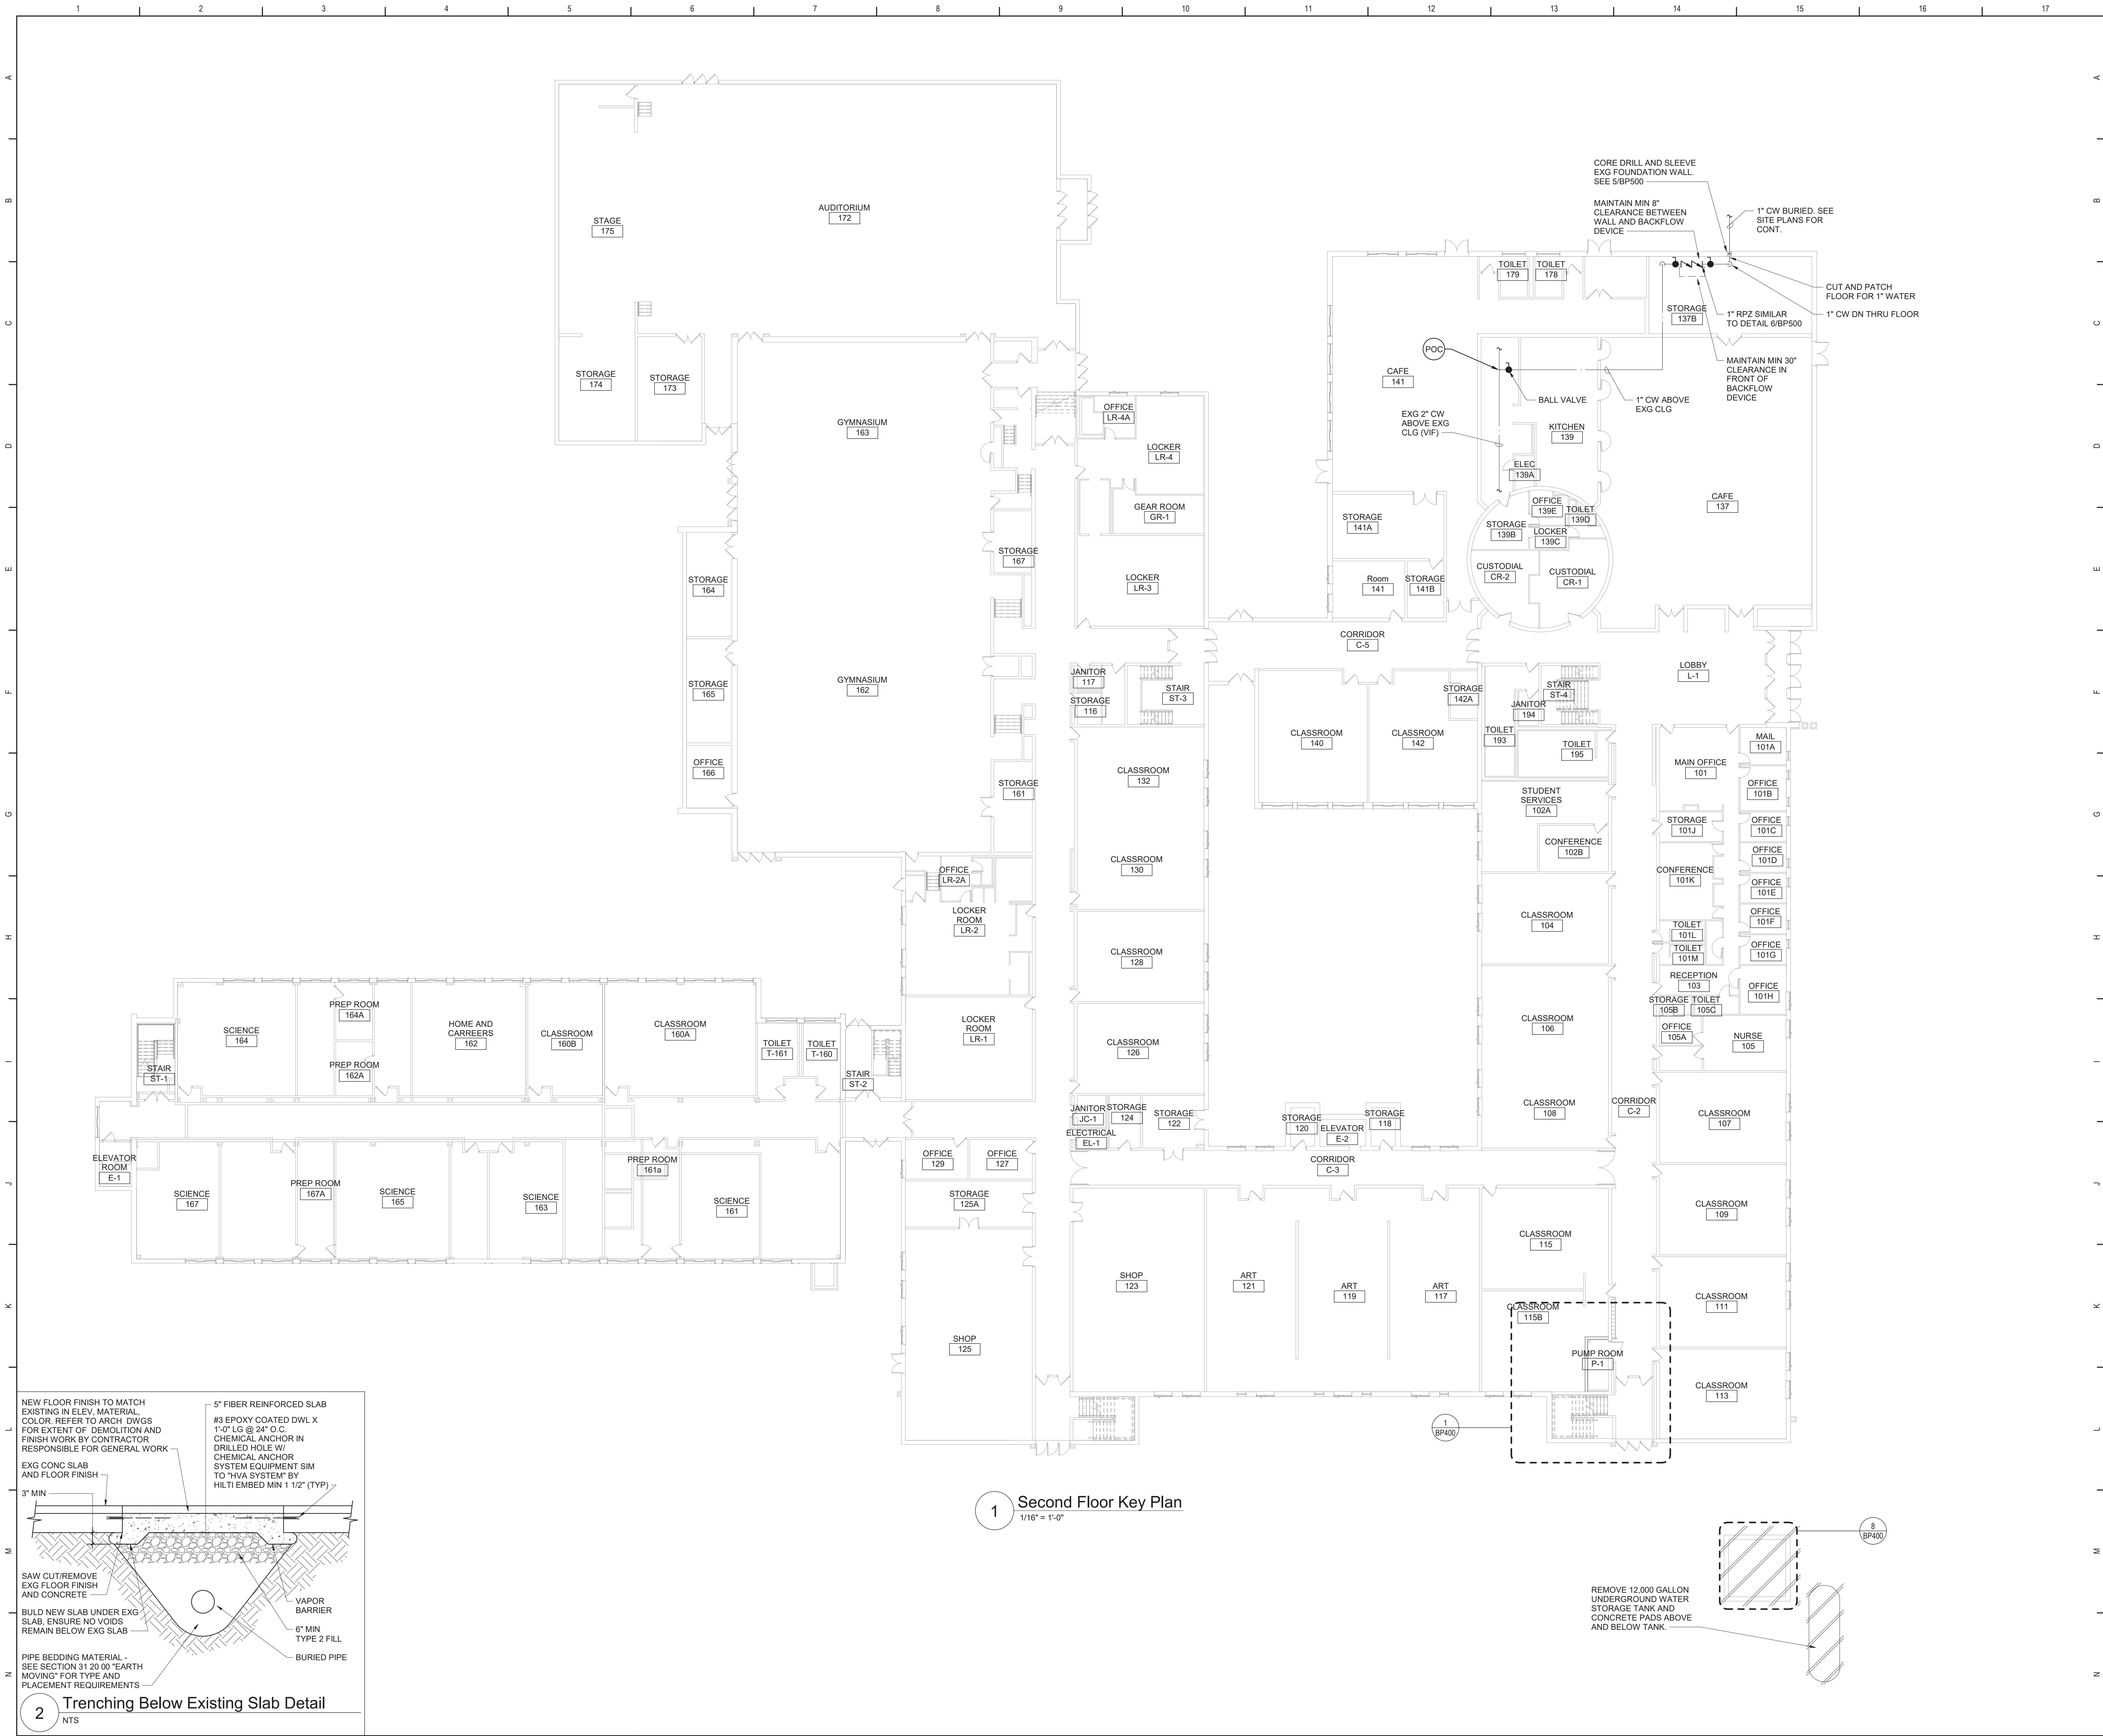 1 2 3 4 5 6 7 8 9 10 11 12 13 14 15 16 17
A A
B B
C C
D D
E E
F F
G G
H H
I I
J J
K K
L L
M M
N N
CORE DRILL AND SLEEVE
EXG FOUNDATION WALL.
SEE 5/BP500
MAINTAIN MIN 8"
CLEARANCE BETWEEN
WALL AND BACKFLOW
DEVICE
1" CW BURIED. SEE
SITE PLANS FOR
CONT.
CUT AND PATCH
FLOOR FOR 1" WATER
1" CW DN THRU FLOOR
1" RPZ SIMILAR
TO DETAIL 6/BP500
MAINTAIN MIN 30"
CLEARANCE IN
FRONT OF
BACKFLOW
DEVICE
1" CW ABOVE
EXG CLG
BALL VALVE
POC
EXG 2" CW
ABOVE EXG
CLG (VIF)
AUDITORIUM
172
STAGE
175
STORAGE
174
STORAGE
173
GYMNASIUM
163
GYMNASIUM
162
STORAGE
164
STORAGE
165
OFFICE
166
STORAGE
167
STORAGE
161
OFFICE
LR-4A
LOCKER
LR-4
GEAR ROOM
GR-1
LOCKER
LR-3
TOILET
179
TOILET
178
STORAGE
137B
CAFE
141
KITCHEN
139
ELEC
139A
CAFE
137
OFFICE
139E
TOILET
139D
STORAGE
139B
LOCKER
139C
CUSTODIAL
CR-2
CUSTODIAL
CR-1
STORAGE
141A
Room
141
STORAGE
141B
CORRIDOR
C-5
LOBBY
L-1
JANITOR
117
STORAGE
116
STAIR
ST-3
CLASSROOM
140
CLASSROOM
142
STORAGE
142A
STAIR
ST-4
JANITOR
194
TOILET
193
TOILET
195
CLASSROOM
132
CLASSROOM
130
CLASSROOM
128
CLASSROOM
126
STUDENT
SERVICES
102A
CONFERENCE
102B
CLASSROOM
104
CLASSROOM
106
CLASSROOM
108
MAIN OFFICE
101
MAIL
101A
OFFICE
101B
STORAGE
101J
OFFICE
101C
OFFICE
101D
CONFERENCE
101K
OFFICE
101E
OFFICE
101F
TOILET
101L
TOILET
101M
OFFICE
101G
RECEPTION
103
OFFICE
101H
STORAGE
105B
TOILET
105C
OFFICE
105A
NURSE
105
CORRIDOR
C-2
CLASSROOM
107
CLASSROOM
109
CLASSROOM
111
CLASSROOM
113
OFFICE
LR-2A
LOCKER
ROOM
LR-2
LOCKER
ROOM
LR-1
STAIR
ST-1
SCIENCE
164
PREP ROOM
164A
PREP ROOM
162A
HOME AND
CARREERS
162
CLASSROOM
160B
CLASSROOM
160A
TOILET
T-161
TOILET
T-160
STAIR
ST-2
ELEVATOR
ROOM
E-1
SCIENCE
167
PREP ROOM
167A
SCIENCE
165
SCIENCE
163
PREP ROOM
161a
SCIENCE
161
OFFICE
129
OFFICE
127
STORAGE
125A
SHOP
125
JANITOR
JC-1
STORAGE
124
STORAGE
122
ELECTRICAL
EL-1
STORAGE
120
ELEVATOR
E-2
STORAGE
118
CORRIDOR
C-3
SHOP
123
ART
121
ART
119
ART
117
CLASSROOM
115
CLASSROOM
115B
PUMP ROOM
P-1
1
BP400
1
Second Floor Key Plan
1/16" = 1'-0"
8
BP400
REMOVE 12,000 GALLON
UNDERGROUND WATER
STORAGE TANK AND
CONCRETE PADS ABOVE
AND BELOW TANK.
NEW FLOOR FINISH TO MATCH
EXISTING IN ELEV, MATERIAL,
COLOR. REFER TO ARCH DWGS
FOR EXTENT OF DEMOLITION AND
FINISH WORK BY CONTRACTOR
RESPONSIBLE FOR GENERAL WORK
EXG CONC SLAB
AND FLOOR FINISH
3" MIN
5" FIBER REINFORCED SLAB
#3 EPOXY COATED DWL X
1'-0" LG @ 24" O.C.
CHEMICAL ANCHOR IN
DRILLED HOLE W/
CHEMICAL ANCHOR
SYSTEM EQUIPMENT SIM
TO "HVA SYSTEM" BY
HILTI EMBED MIN 1 1/2" (TYP)
SAW CUT/REMOVE
EXG FLOOR FINISH
AND CONCRETE
BULD NEW SLAB UNDER EXG
SLAB, ENSURE NO VOIDS
REMAIN BELOW EXG SLAB
PIPE BEDDING MATERIAL -
SEE SECTION 31 20 00 "EARTH
MOVING" FOR TYPE AND
PLACEMENT REQUIREMENTS
VAPOR
BARRIER
6" MIN
TYPE 2 FILL
BURIED PIPE
2
Trenching Below Existing Slab Detail
NTS